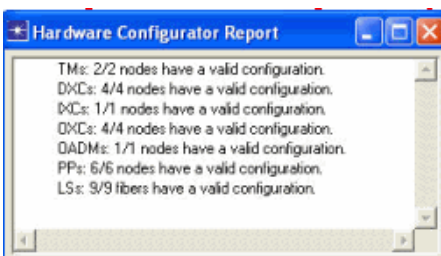 Hardware Configurator Report
TMs: 2/2 nodes have a valid configuration.
DXCs: 4/4 nodes have a valid configuration.
IXCs: 1/1 nodes have a valid configuration.
OXCs: 4/4 nodes have a valid configuration.
OADMs: 1/1 nodes have a valid configuration.
PPs: 6/6 nodes have a valid configuration.
LSs: 9/9 fibers have a valid configuration.